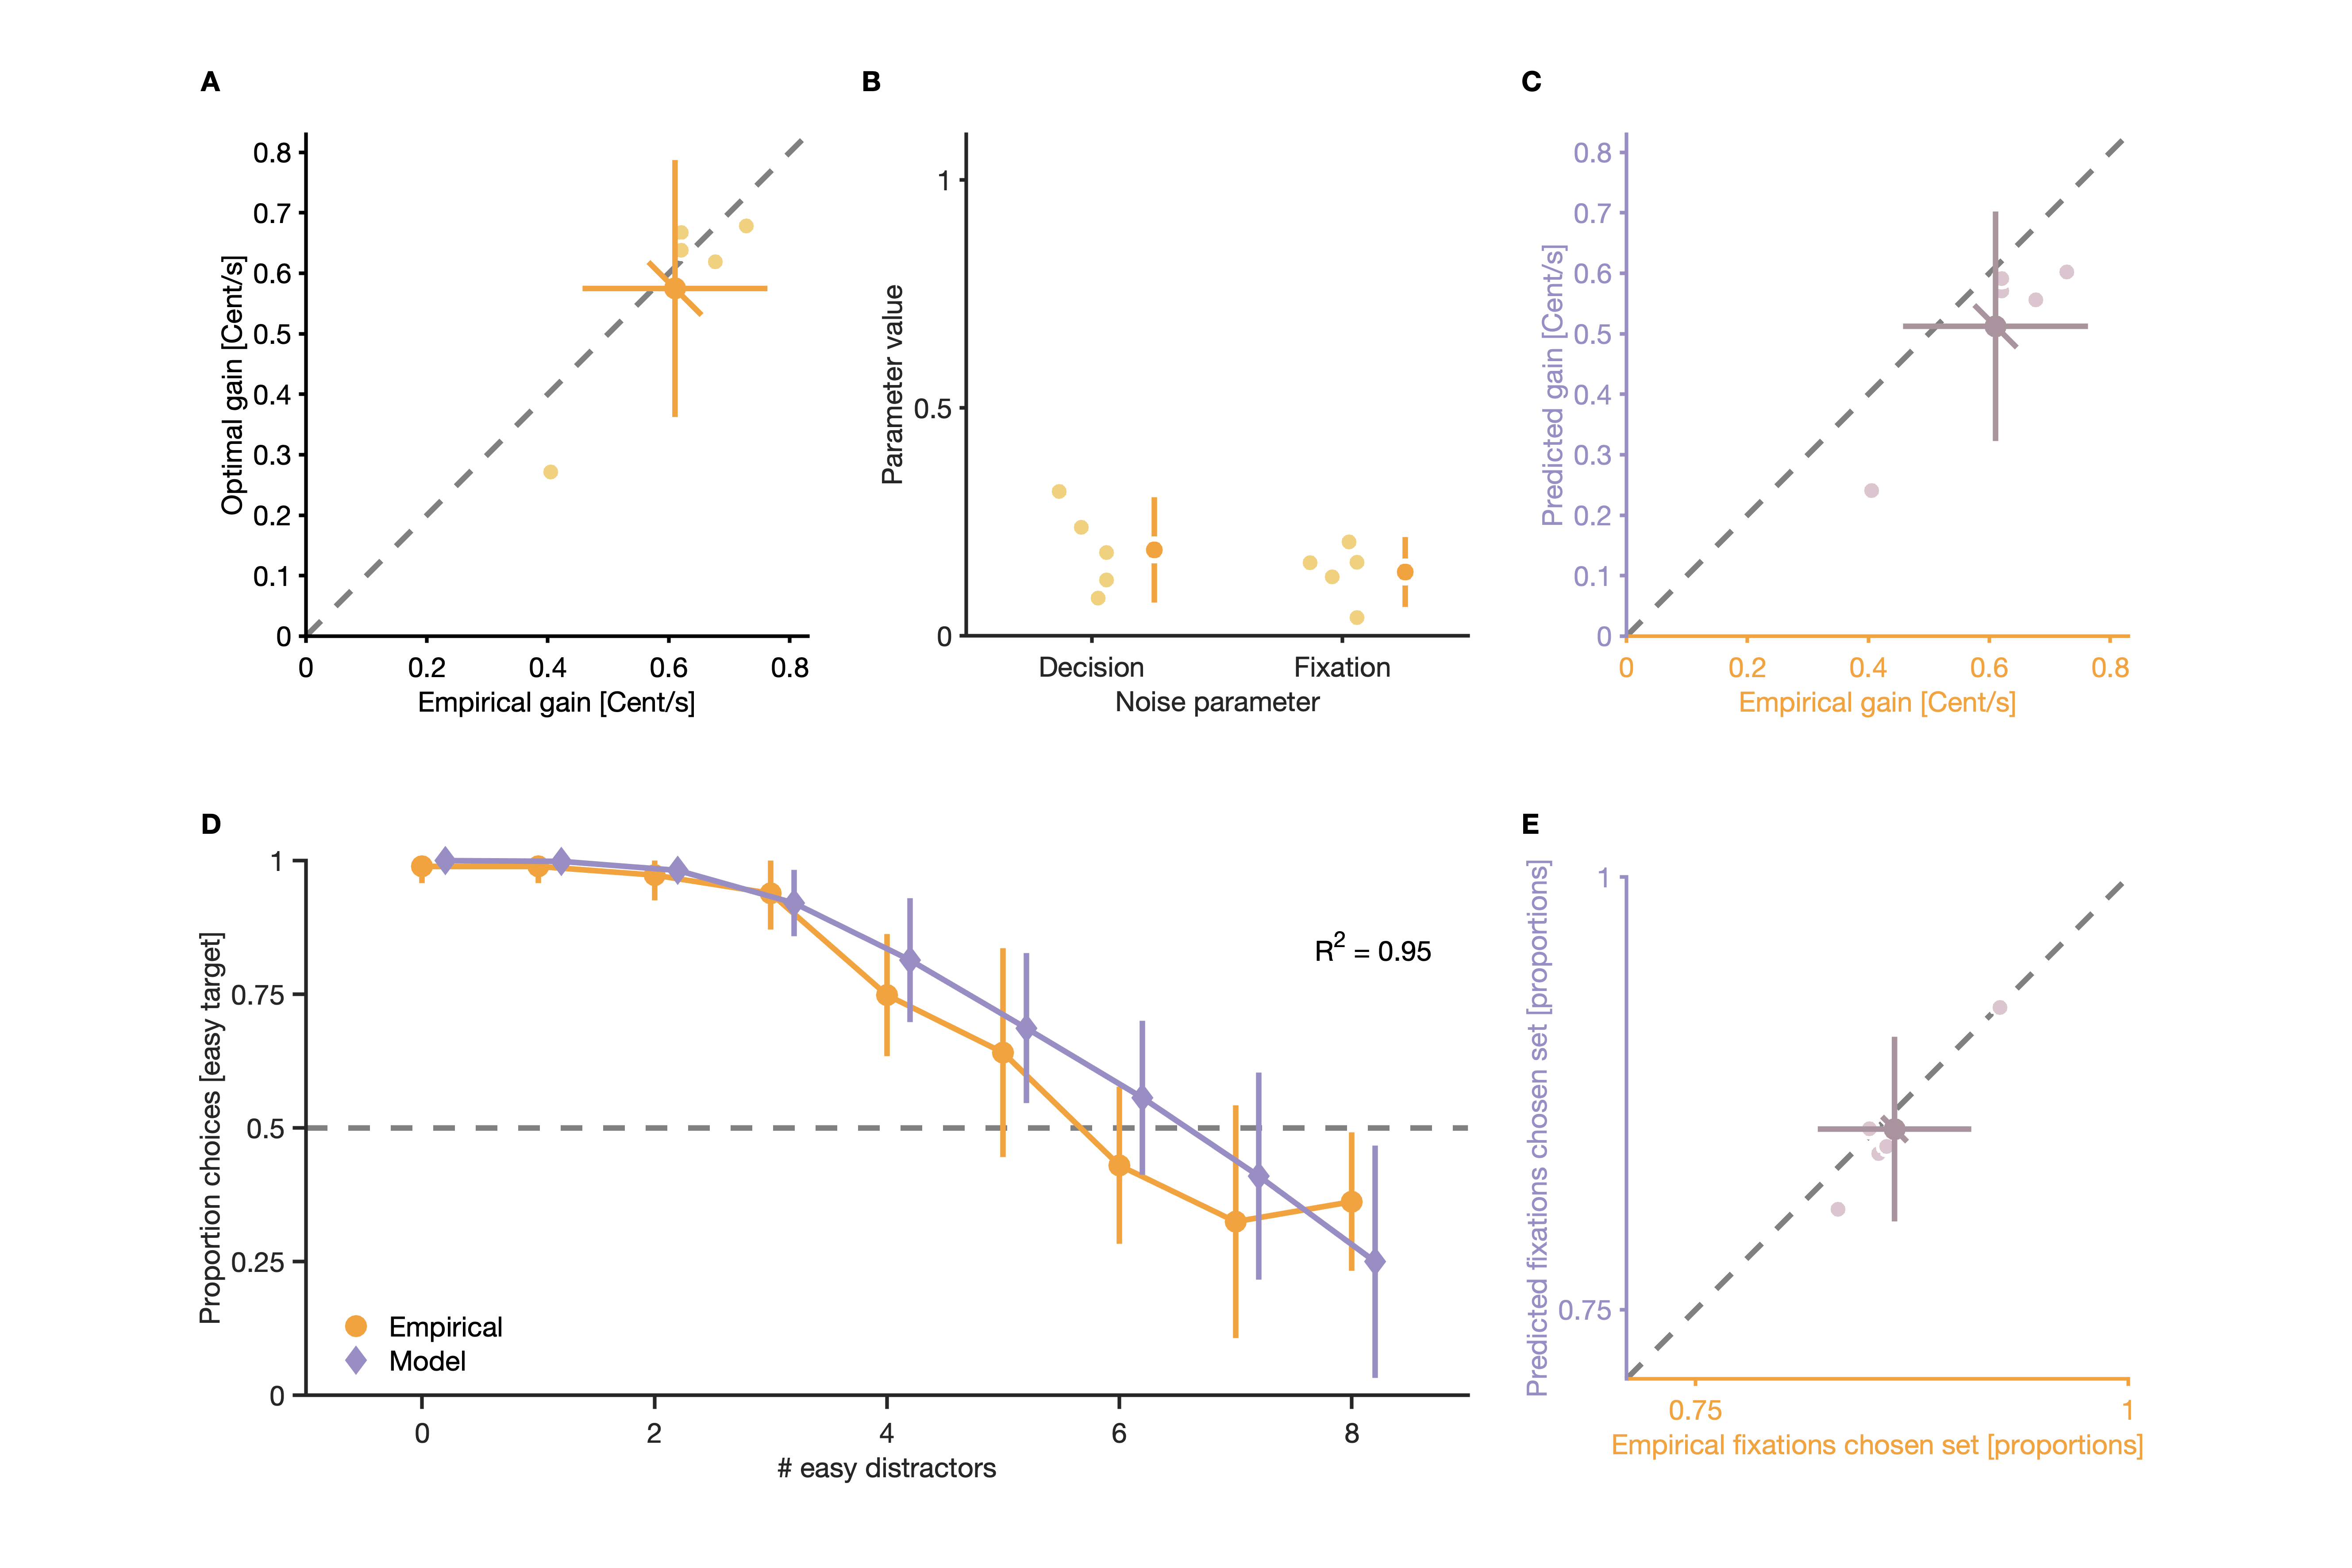 A
0.8
0.7
0.6
0.5
0.4
0.3
0.2
0.1
0
0 0.2 0.4 0.6 0.8
Optimal gain [Cent/s]
Empirical gain [Cent/s]
B
1
0.5
0
Parameter value
Decision Fixation
Noise parameter
C
0.8
0.7
0.6
0.5
0.4
0.3
0.2
0.1
0
0 0.2 0.4 0.6 0.8
Predicted gain [Cent/s]
Empirical gain [Cent/s]
D
1
0.75
0.5
0.25
0
Proportion choices [easy target]
R² = 0.95
Empirical
Model
0 2 4 6 8
# easy distractors
E
1
0.75
Predicted fixations chosen set [proportions]
0.75 1
Empirical fixations chosen set [proportions]